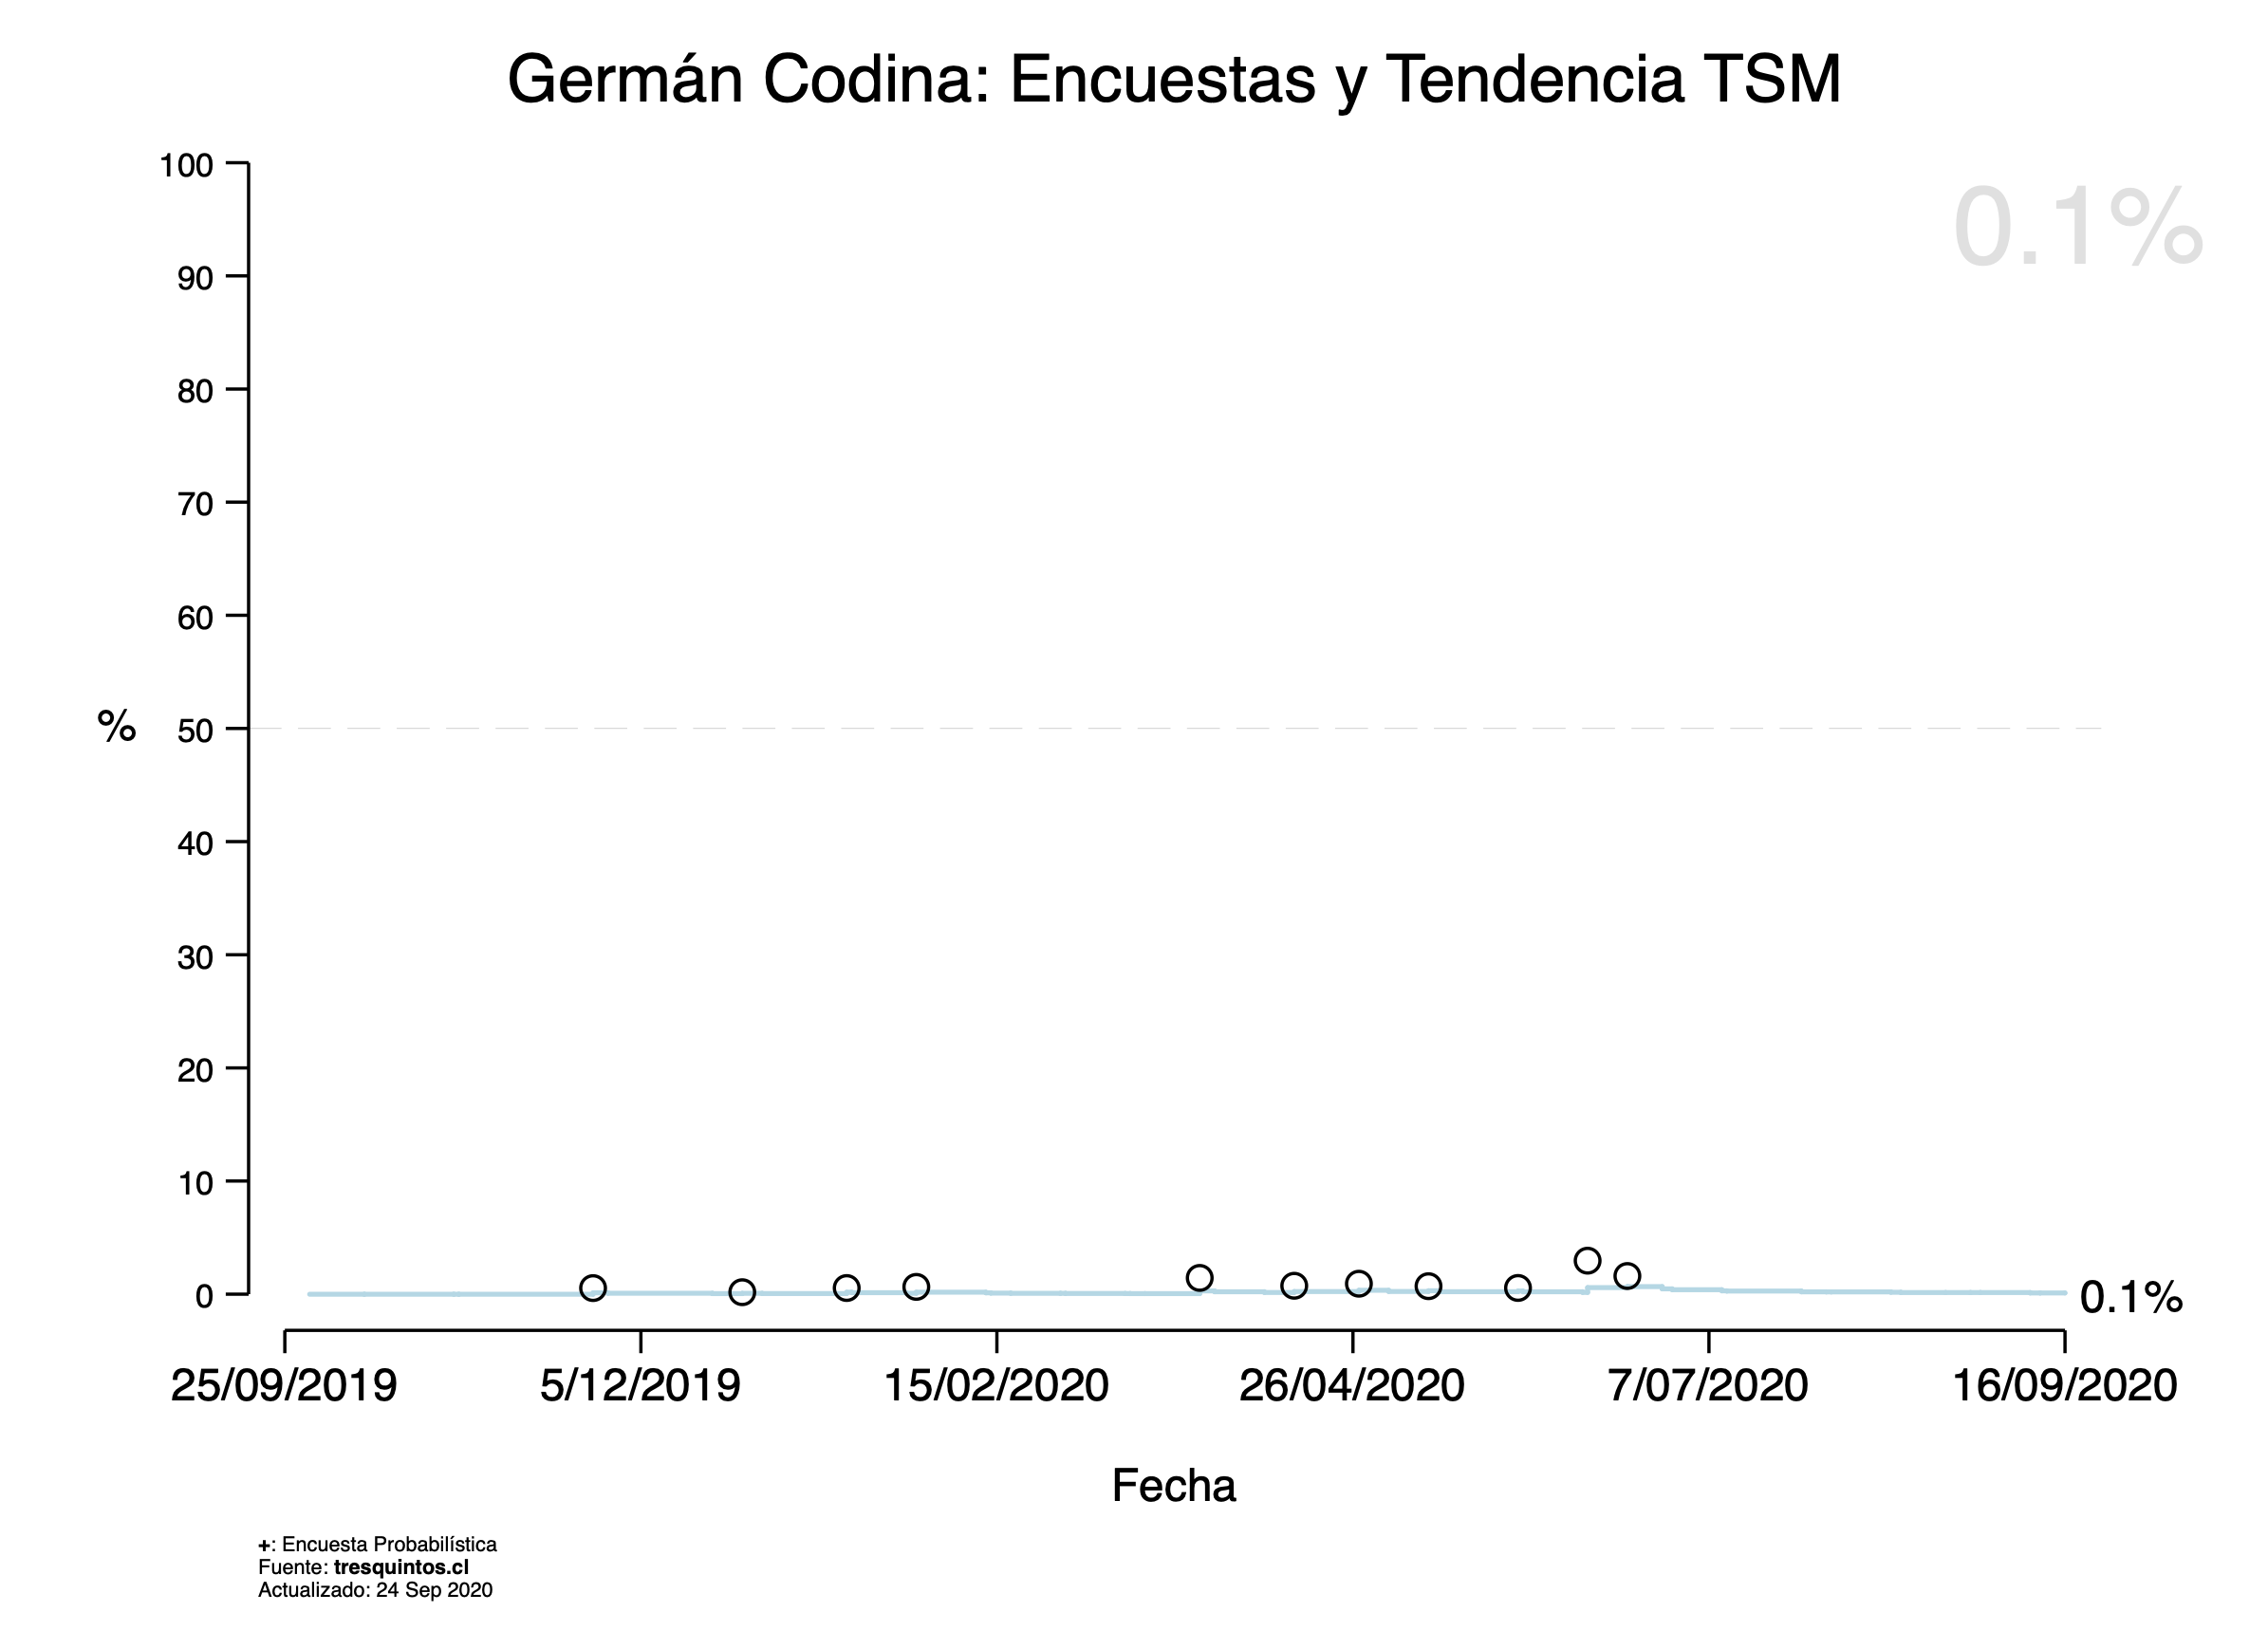 Germán Codina: Encuestas y Tendencia TSM
0.1%
100
90
80
70
60
% 50
40
30
20
10
0
0.1%
25/09/2019 5/12/2019 15/02/2020 26/04/2020 7/07/2020 16/09/2020
Fecha
+: Encuesta Probabilística
Fuente: tresquintos.cl
Actualizado: 24 Sep 2020